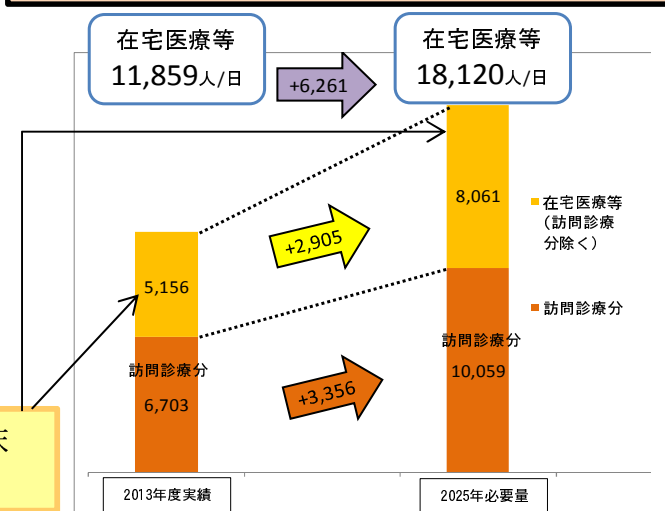 在宅医療等
11,859人/日
+6,261
在宅医療等
18,120人/日
8,061
在宅医療等
(訪問診療
分除く)
+2,905
5,156
訪問診療分
訪問診療分
10,059
訪問診療分
6,703
+3,356
床
2013年度実績
2025年必要量